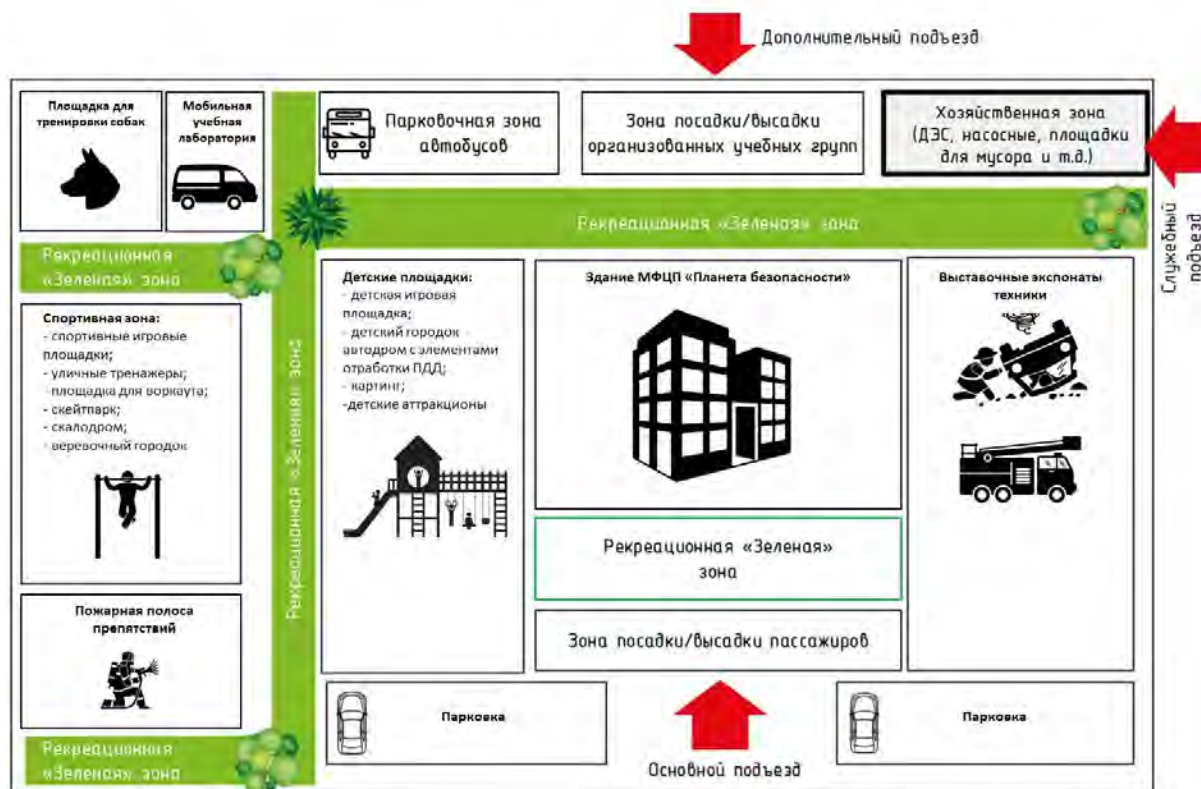 Дополнительный подъезд
Площадка для
тренировки собак
Мобильная
учебная
лаборатория
Парковочная зона
автобусов
Зона посадки/высадки
организованных учебных групп
Хозяйственная зона
(ДЭС, насосные, площадки
для мусора и т.д.)
Служебный
подъезд
Рекреационная «Зеленая» зона
Рекреационная
«Зеленая» зона
Рекреационная «Зеленая» зона
Спортивная зона:
- спортивные игровые
площадки;
- уличные тренажеры;
площадка для воркаута;
- скейтпарк;
- скалодром;
- веревочный городок
Детские площадки:
- детская игровая
площадка;
- детский городок
автодром с элементами
отработки ПДД;
- картинг;
-детские аттракционы
Здание МФЦП «Планета безопасности»
Выставочные экспонаты
техники
Рекреационная «Зеленая»
зона
Зона посадки/высадки пассажиров
Пожарная полоса
препятствий
Рекреационная
«Зеленая» зона
Парковка
Основной подъезд
Парковка